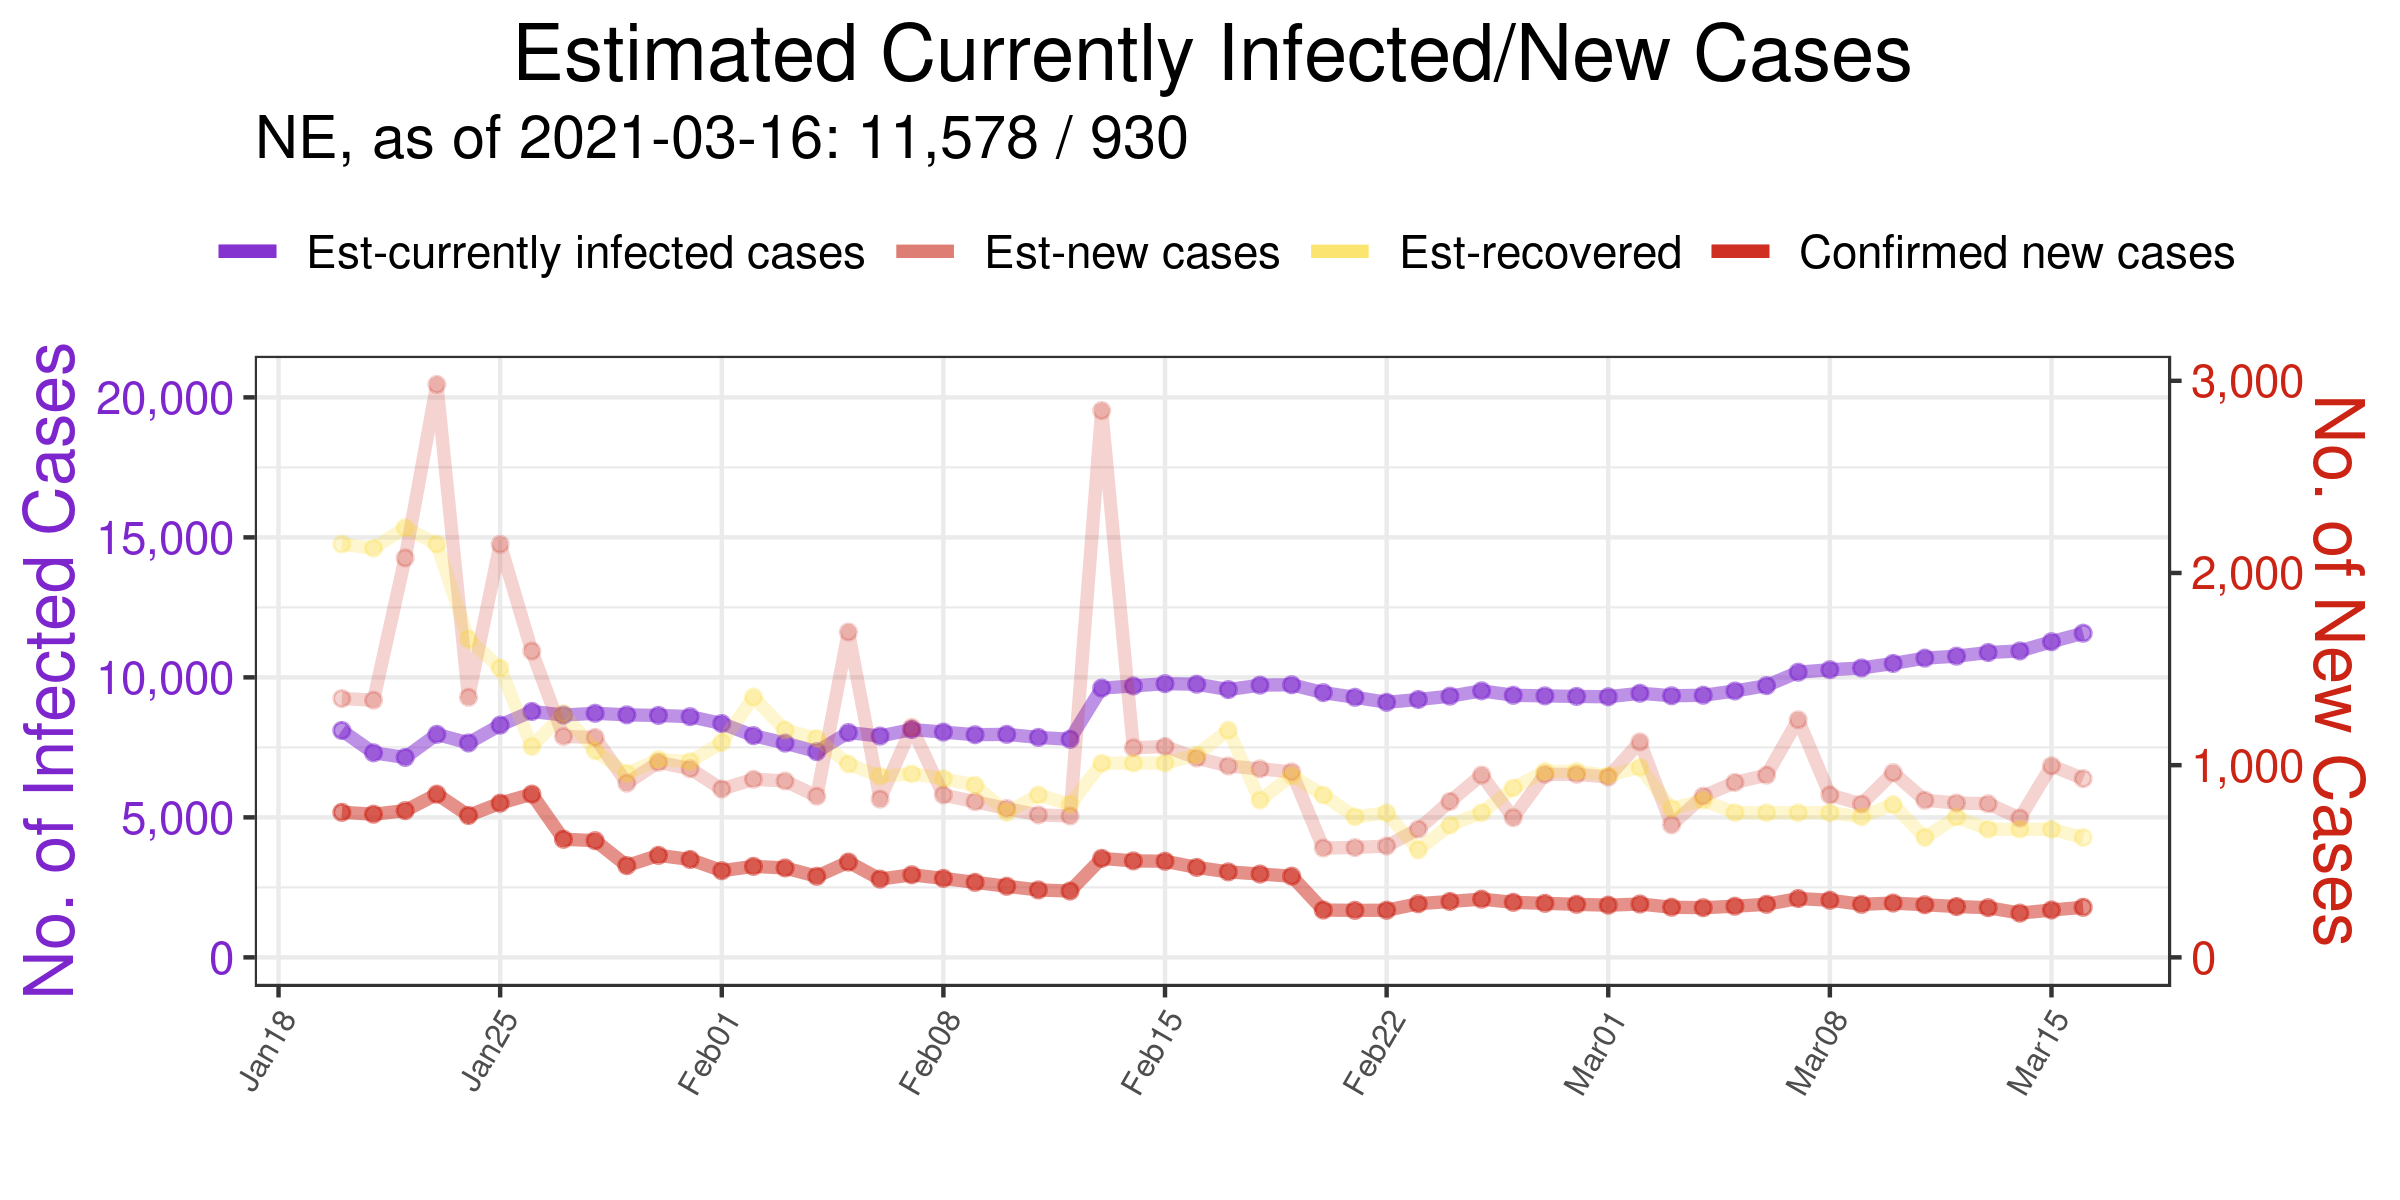 Estimated Currently Infected/New Cases
NE, as of 2021-03-16: 11,578 / 930
Est-currently infected cases Est-new cases Est-recovered Confirmed new cases
No. of Infected Cases
20,000
15,000
10,000
5,000
0
3,000
2,000
1,000
0
No. of New Cases
Jan18 Jan25 Feb01 Feb08 Feb15 Feb22 Mar01 Mar08 Mar15